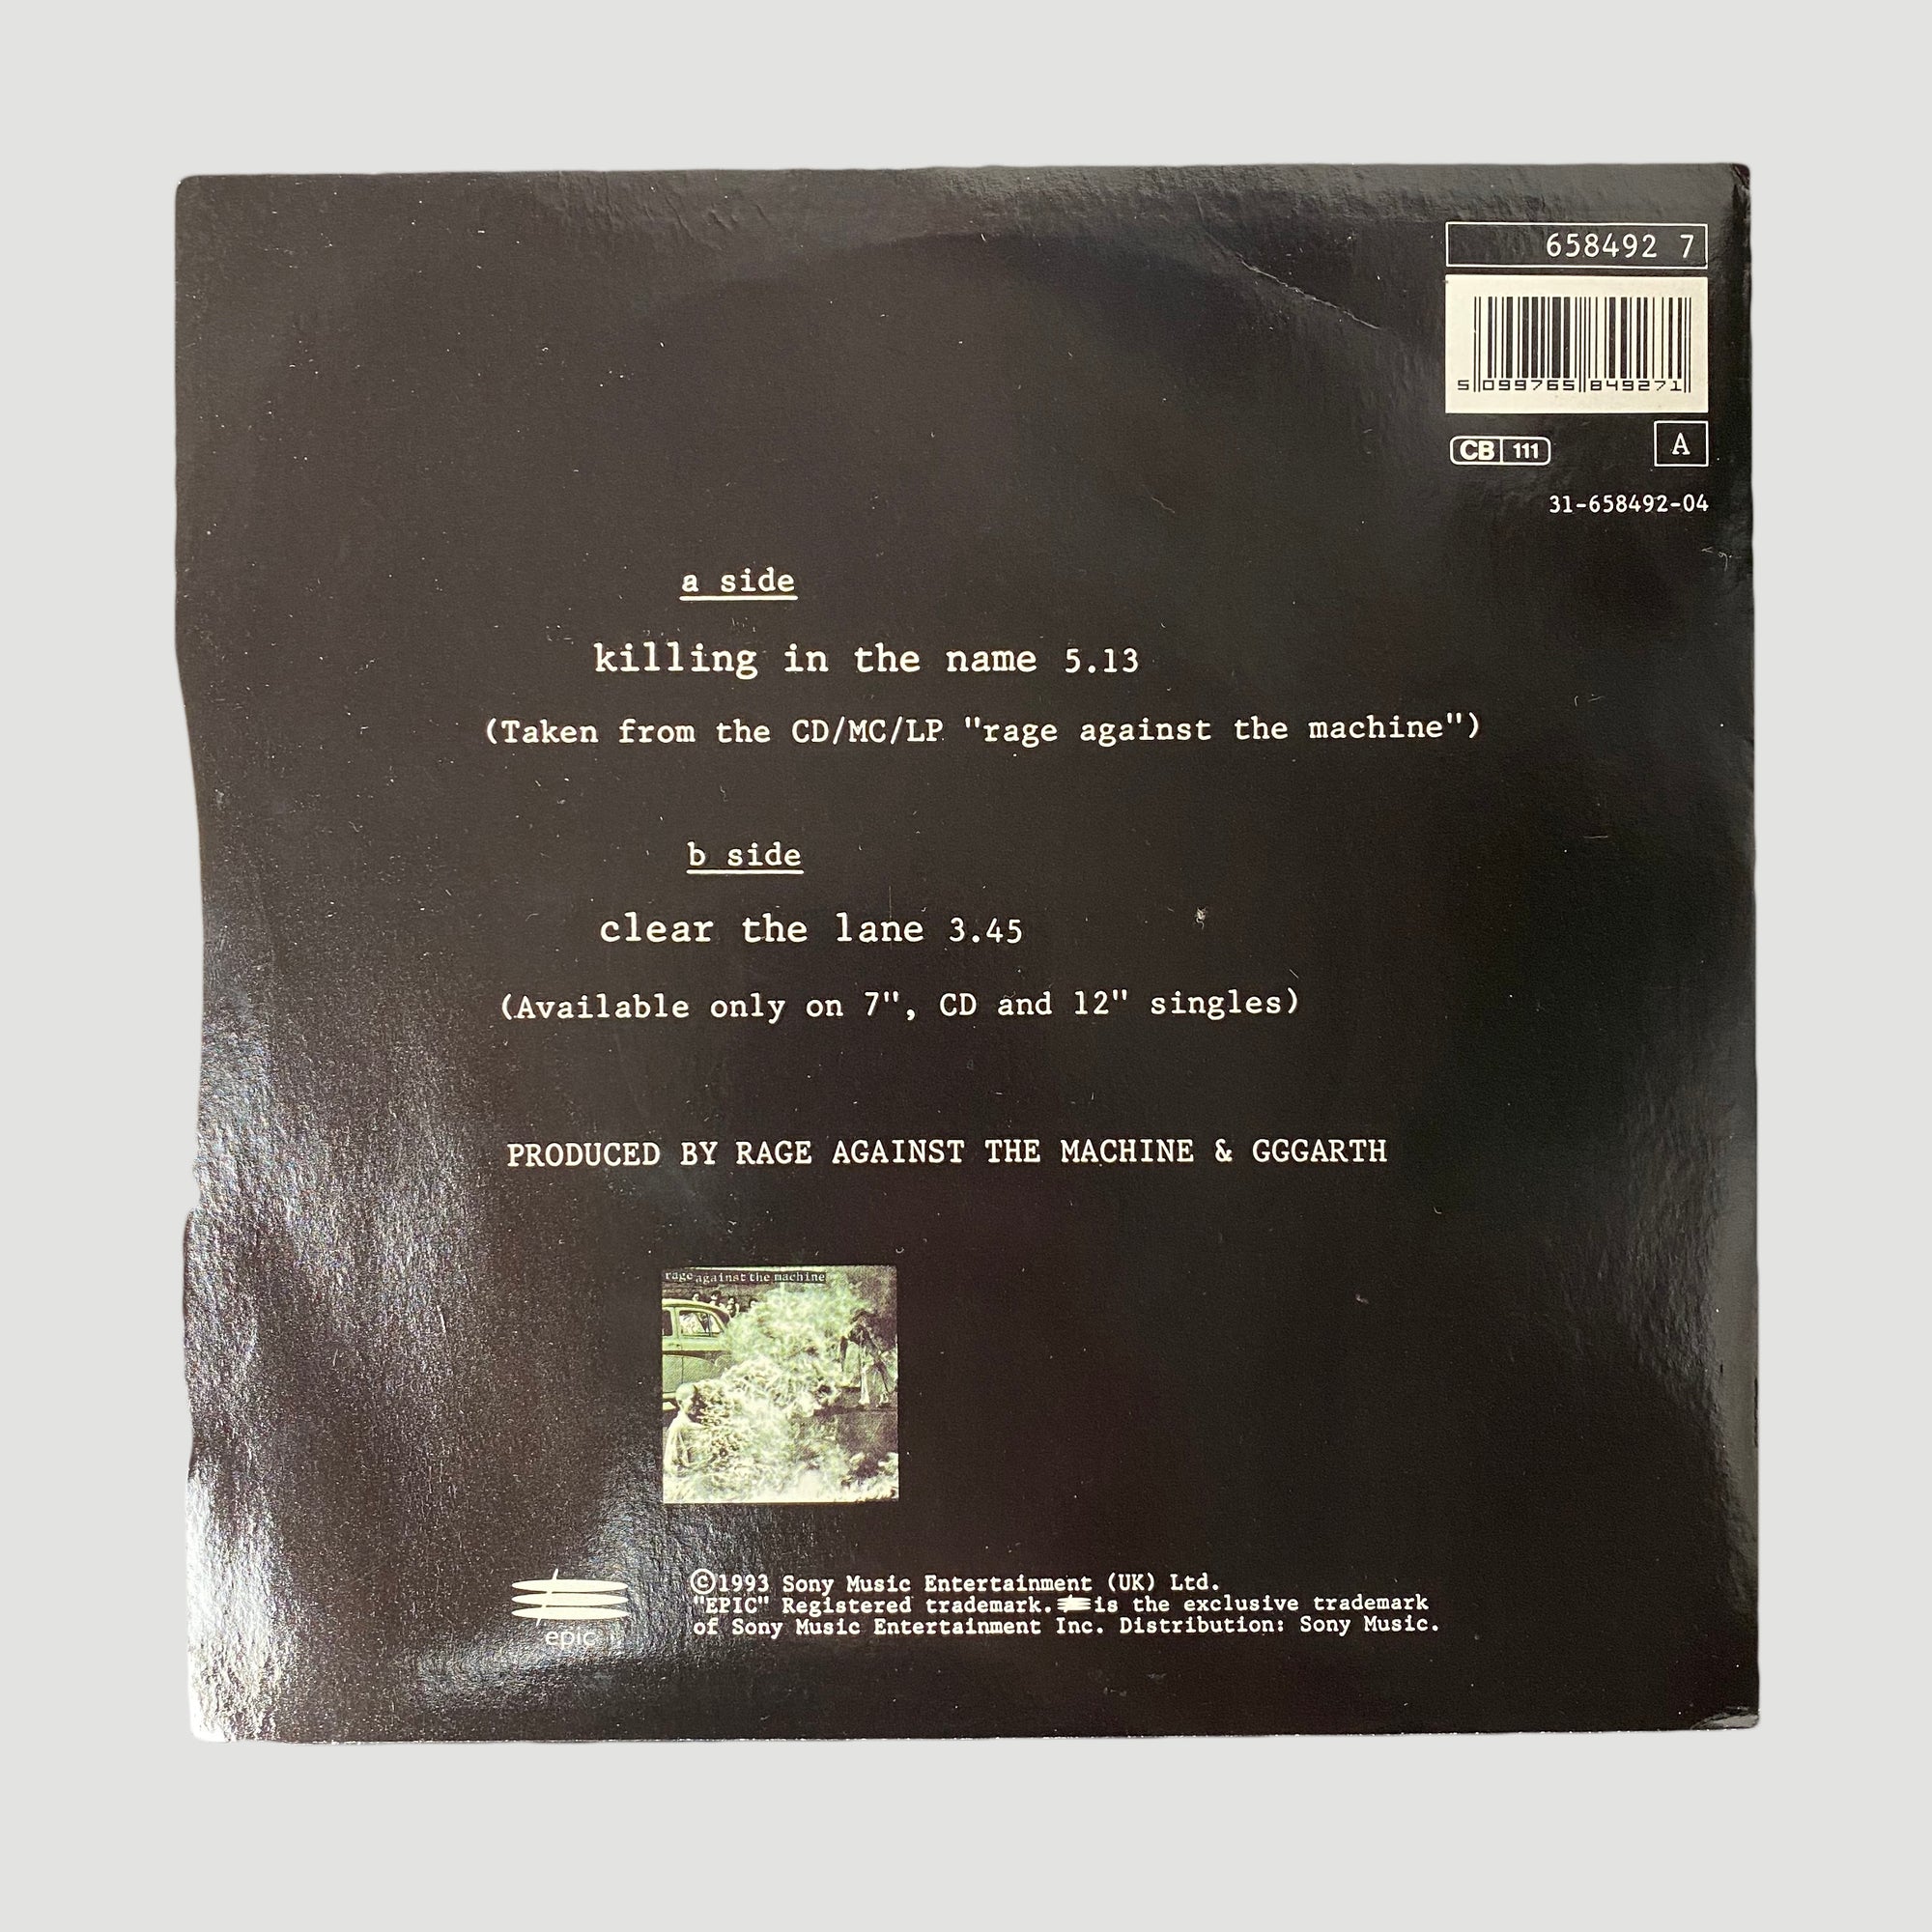 658492 7
5 099765 849271
CB 111
A
31-658492-04
a side
killing in the name 5.13
(Taken from the CD/MC/LP "rage against the machine")
b side
clear the lane 3.45
(Available only on 7", CD and 12" singles)
PRODUCED BY RAGE AGAINST THE MACHINE & GGGARTH
rage against the machine
epic
©1993 Sony Music Entertainment (UK) Ltd.
"EPIC" Registered trademark. is the exclusive trademark
of Sony Music Entertainment Inc. Distribution: Sony Music.